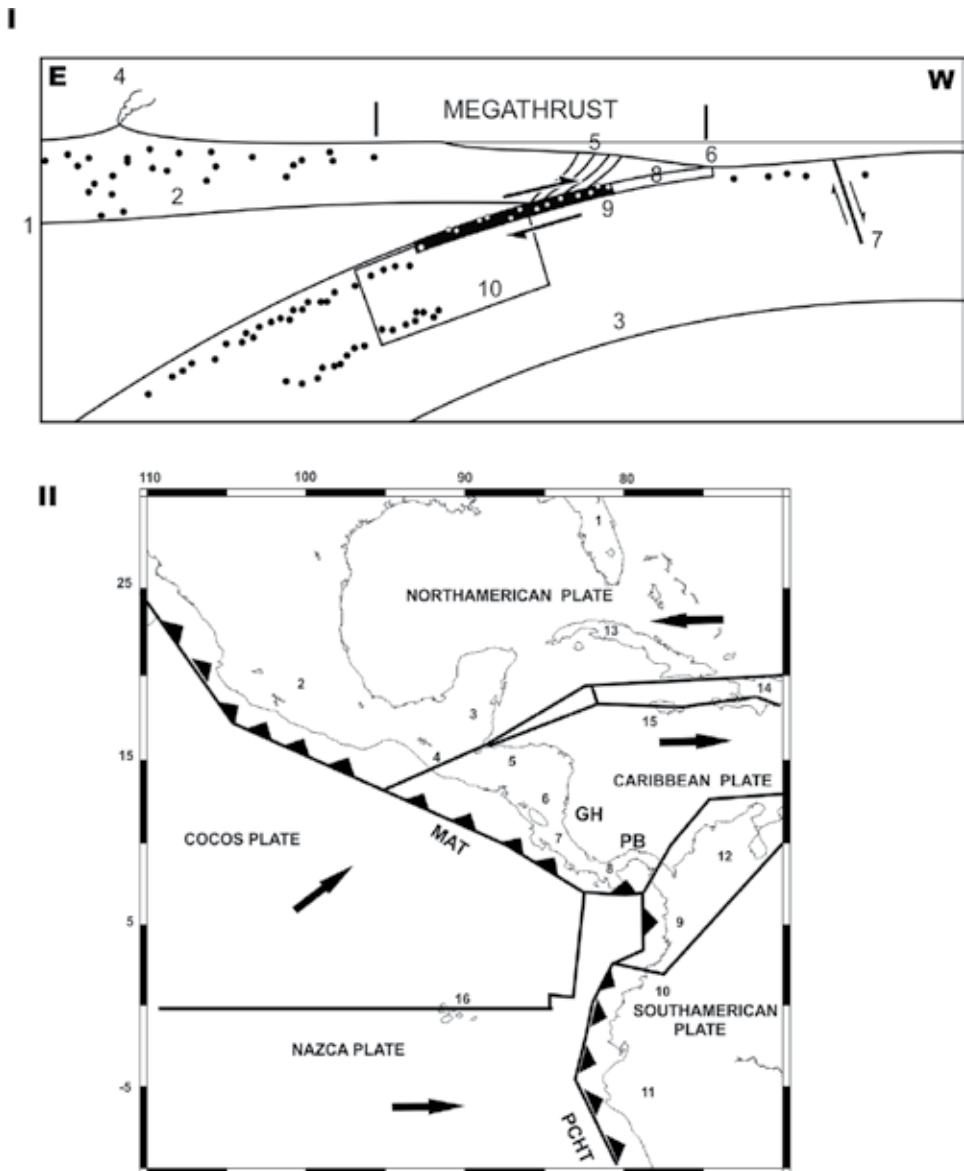 I
E
W
4
MEGATHRUST
5
6
8
2
1
9
7
10
3
II
110
100
90
80
1
25
NORTHAMERICAN PLATE
13
2
14
3
15
4
15
5
CARIBBEAN PLATE
6
GH
7
PB
12
COCOS PLATE
MAT
8
5
9
10
16
SOUTHAMERICAN
PLATE
NAZCA PLATE
-5
11
PCHT